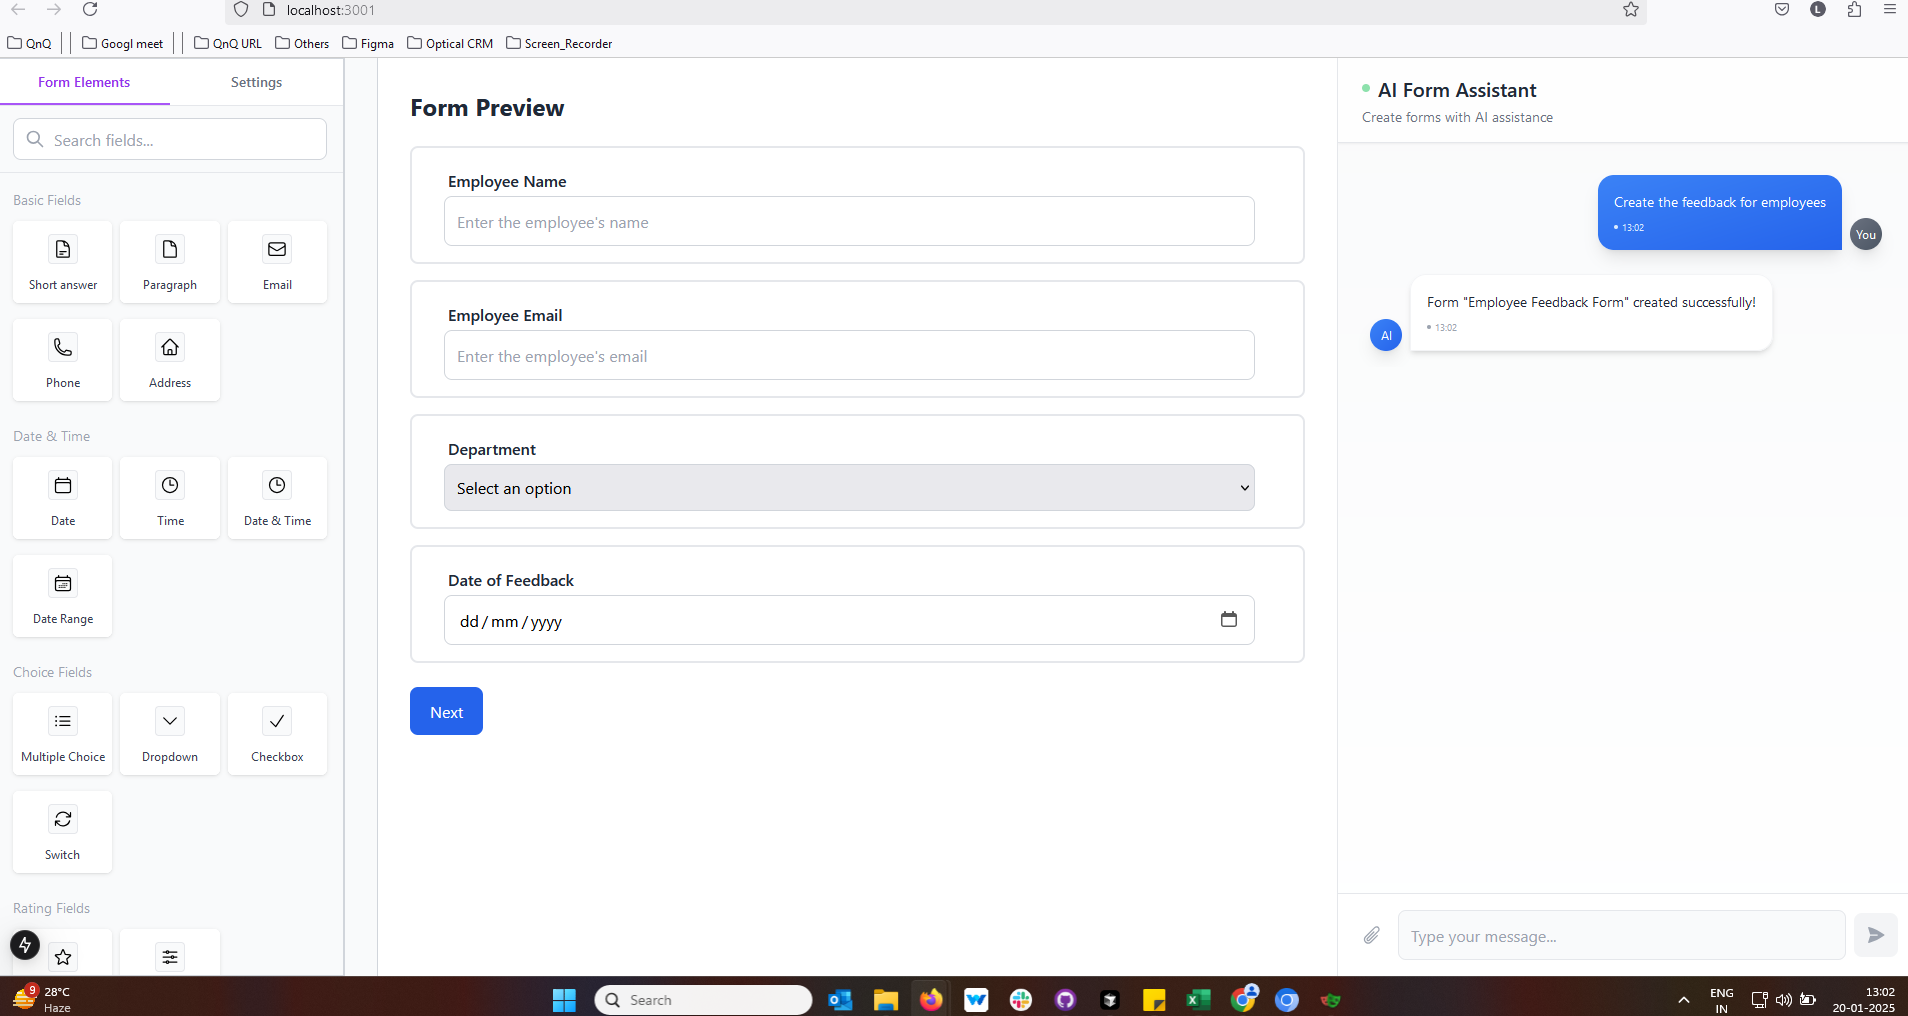 localhost:3001
L
QnQ
Googl meet
QnQ URL
Others
Figma
Optical CRM
Screen_Recorder
Form Elements
Settings
Search fields...
Basic Fields
Short answer
Paragraph
Email
Phone
Address
Date & Time
Date
Time
Date & Time
Date Range
Choice Fields
Multiple Choice
Dropdown
Checkbox
Switch
Rating Fields
Form Preview
Employee Name
Enter the employee's name
Employee Email
Enter the employee's email
Department
Select an option
Date of Feedback
dd/mm/yyyy
Next
AI Form Assistant
Create forms with AI assistance
Create the feedback for employees
• 13:02
You
Form "Employee Feedback Form" created successfully!
• 13:02
AI
Type your message...
9
28°C
Haze
Search
ENG
IN
13:02
20-01-2025